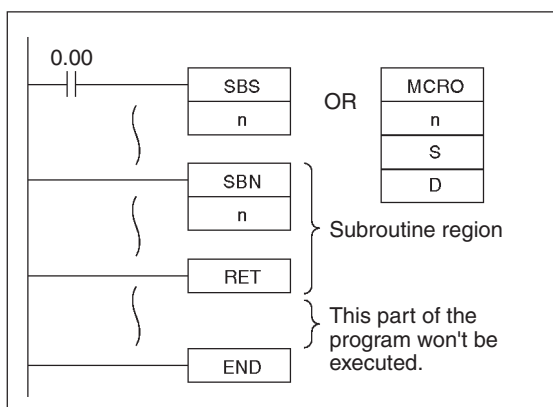 0.00
SBS
n
OR
MCRO
n
S
D
SBN
n
Subroutine region
RET
This part of the
program won't be
executed.
END